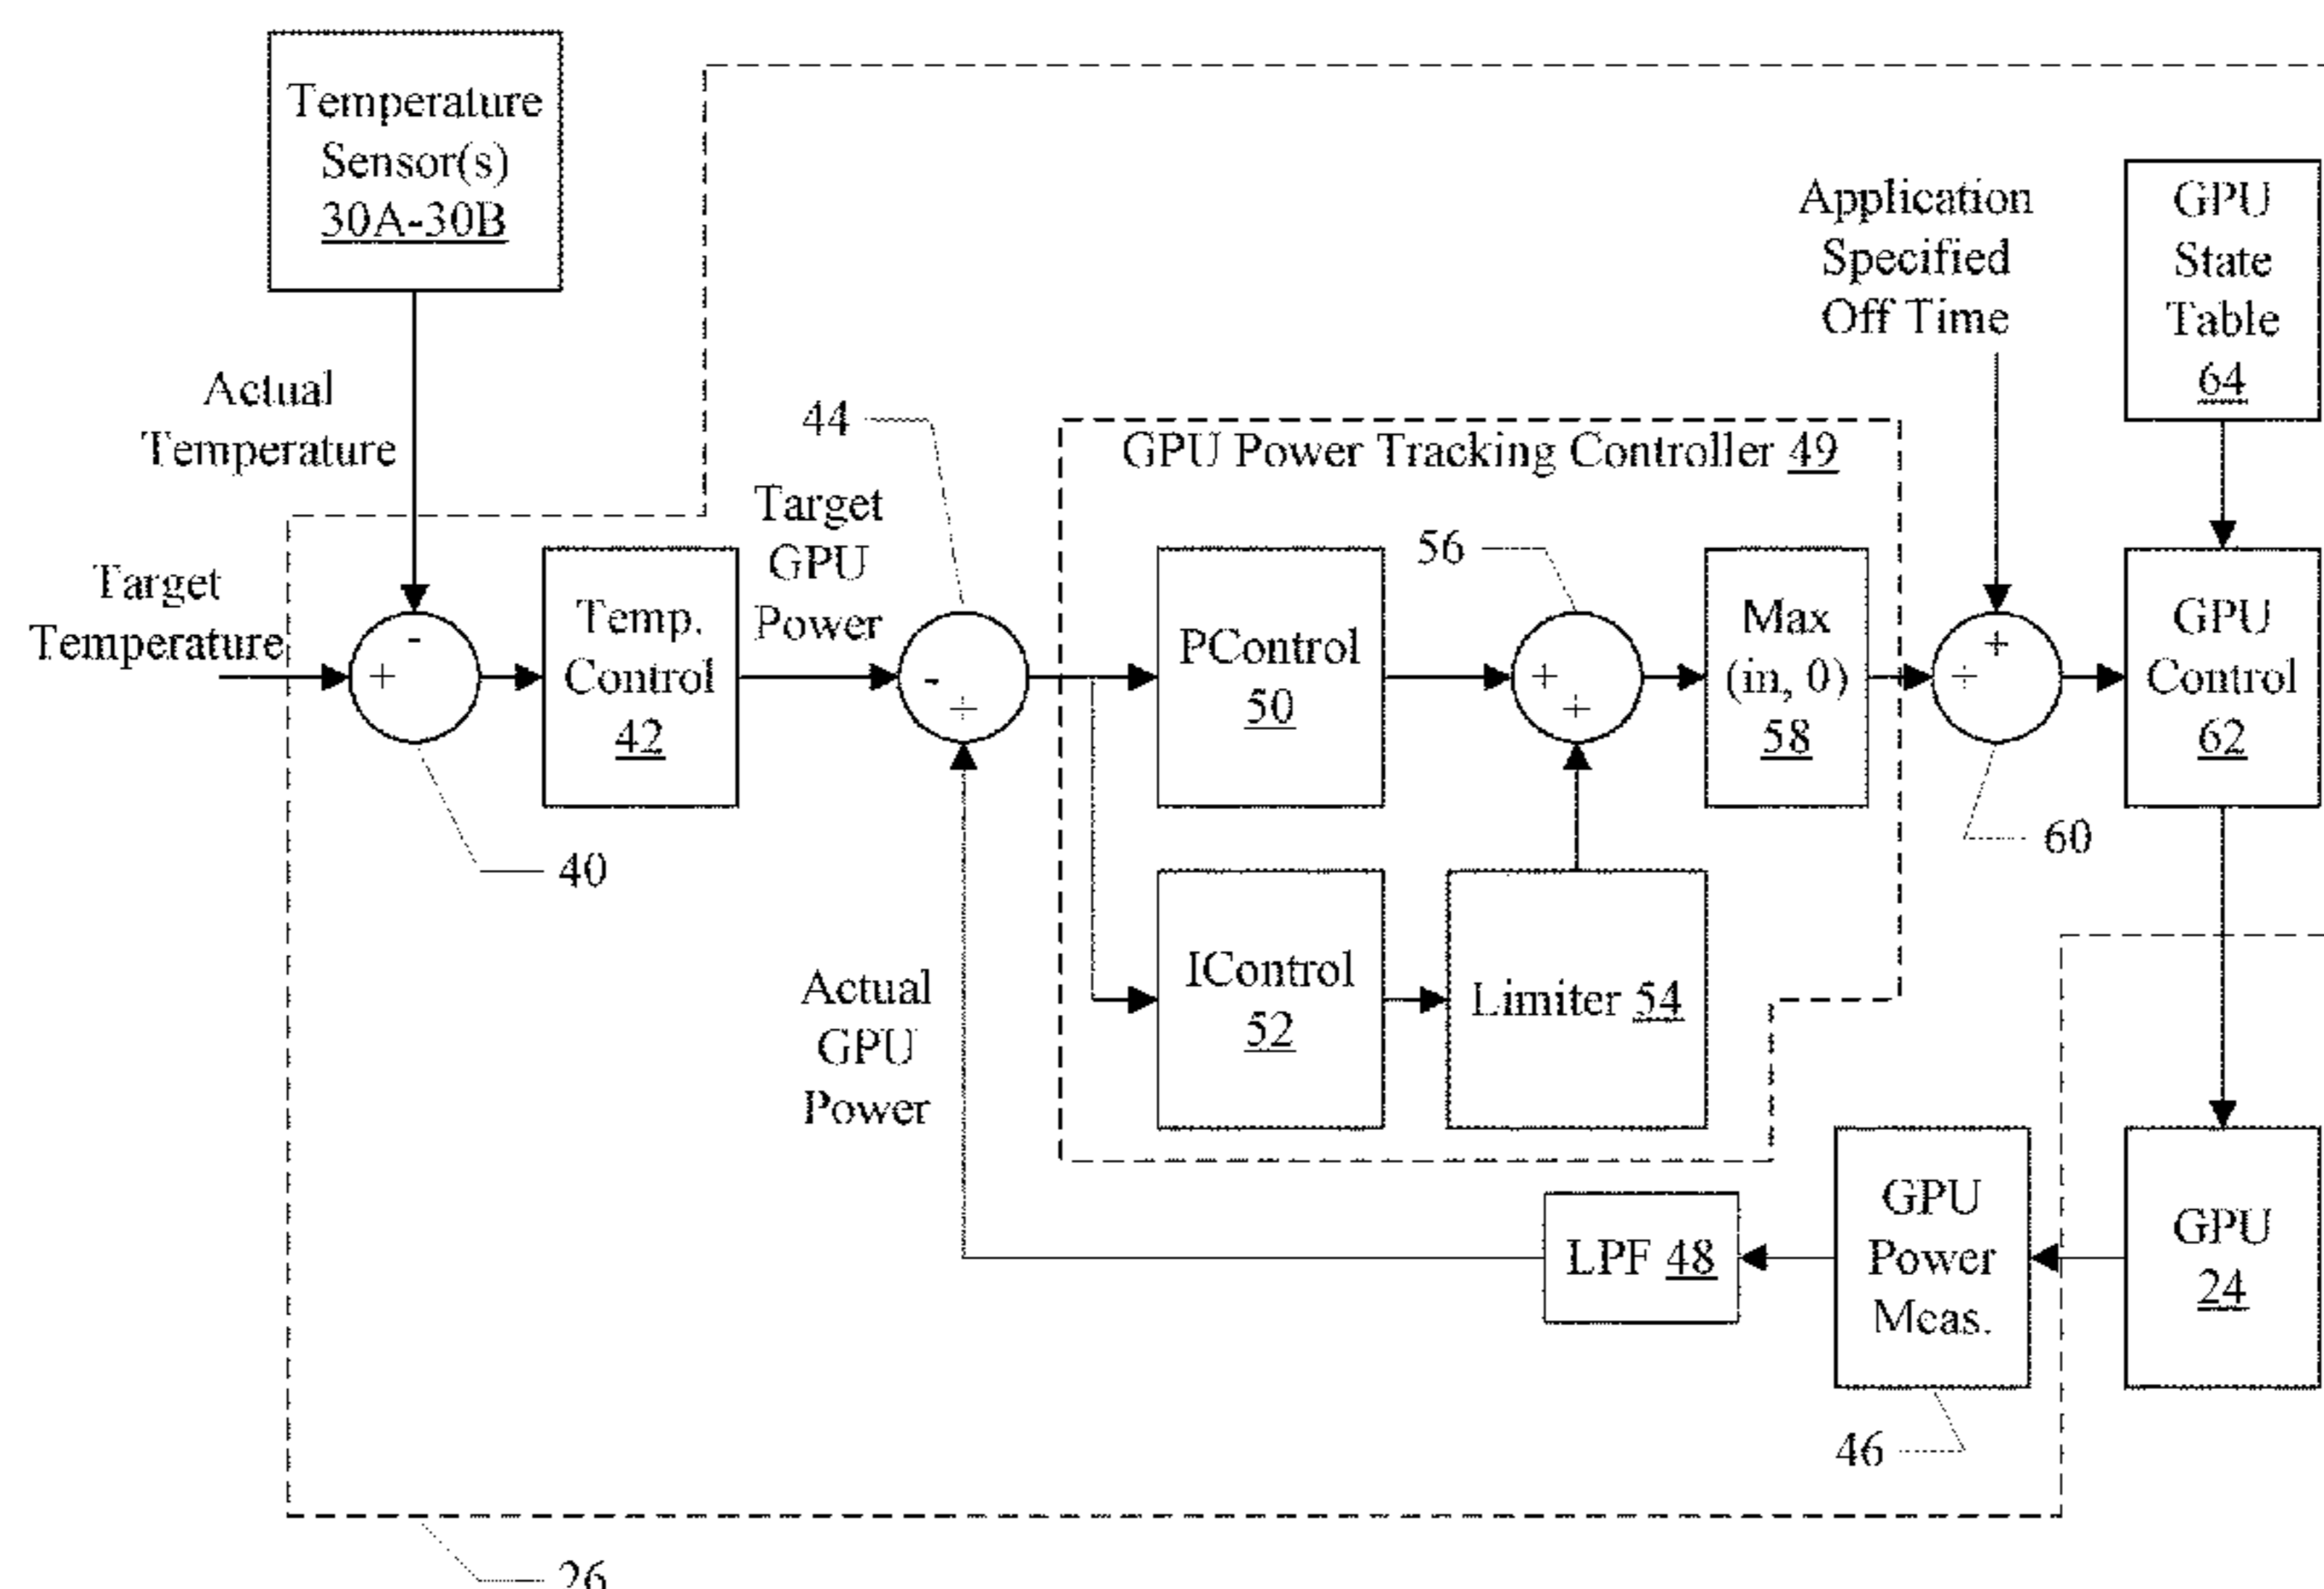 Temperature
Sensor(s)
30A-30B
Actual
Temperature
Target
Temperature
+
-
40
Temp.
Control
42
Target
GPU
Power
44
-
+
GPU Power Tracking Controller 49
PControl
50
IControl
52
Limiter 54
56
+
+
Max
(in, 0)
58
Application
Specified
Off Time
+
+
60
GPU
State
Table
64
GPU
Control
62
Actual
GPU
Power
LPF 48
GPU
Power
Meas.
46
GPU
24
26